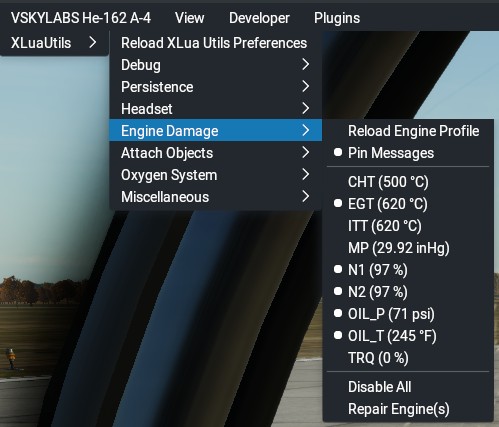 VSKYLABS He-162 A-4 View Developer Plugins
XLuaUtils
Reload XLua Utils Preferences
Debug
Persistence
Headset
Engine Damage
Attach Objects
Oxygen System
Miscellaneous
Reload Engine Profile
Pin Messages
CHT (500 °C)
EGT (620 °C)
ITT (620 °C)
MP (29.92 inHg)
N1 (97 %)
N2 (97 %)
OIL_P (71 psi)
OIL_T (245 °F)
TRQ (0 %)
Disable All
Repair Engine(s)